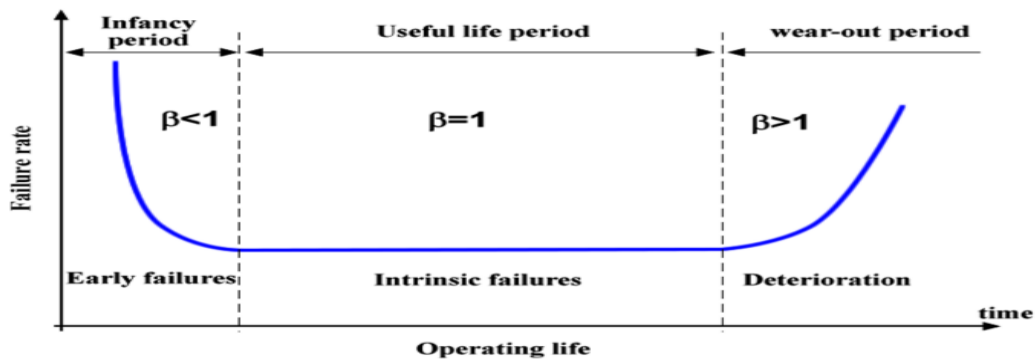 Infancy
period
Useful life period
wear-out period
β<1
β=1
β>1
Failure rate
Early failures
Intrinsic failures
Deterioration
time
Operating life